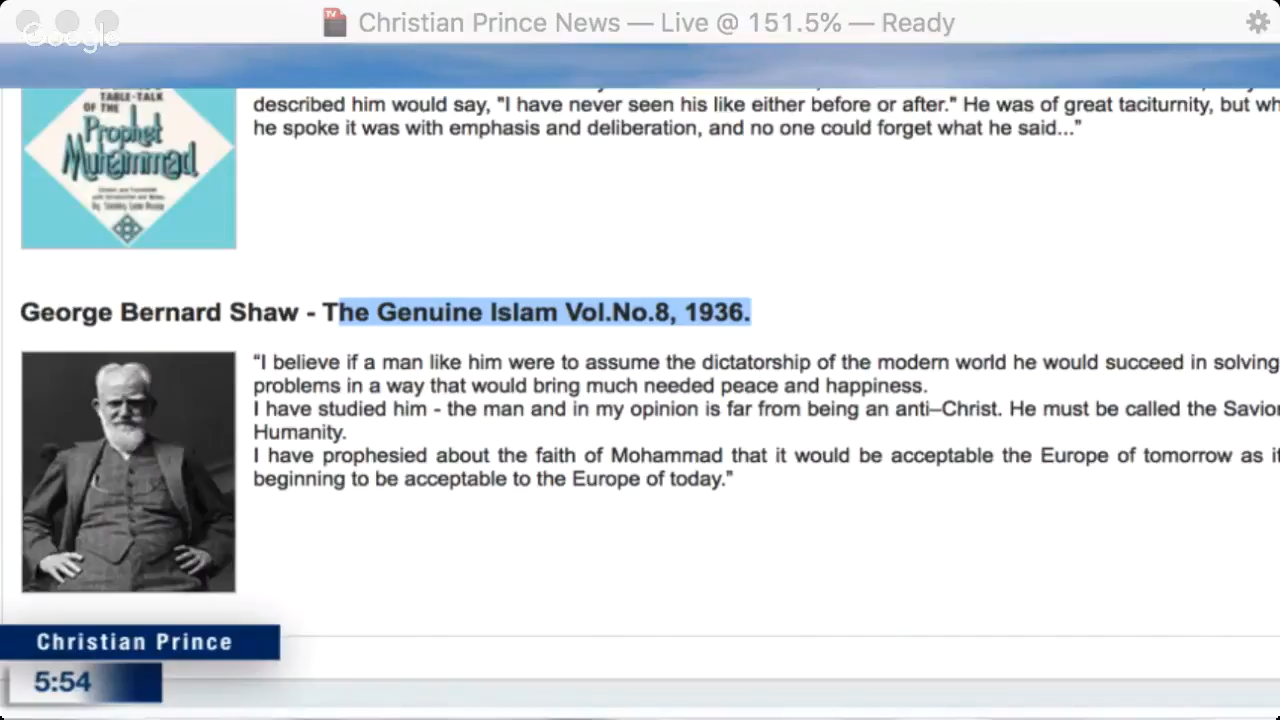 Google
TV
Christian Prince News — Live @ 151.5% — Ready
TABLE-TALK
OF THE
Prophet
Muhammad
described him would say, "I have never seen his like either before or after." He was of great taciturnity, but
he spoke it was with emphasis and deliberation, and no one could forget what he said..."
George Bernard Shaw - The Genuine Islam Vol.No.8, 1936.
“I believe if a man like him were to assume the dictatorship of the modern world he would succeed in solving
problems in a way that would bring much needed peace and happiness.
I have studied him - the man and in my opinion is far from being an anti–Christ. He must be called the
Humanity.
I have prophesied about the faith of Mohammad that it would be acceptable the Europe of tomorrow as
beginning to be acceptable to the Europe of today.”
Christian Prince
5:54